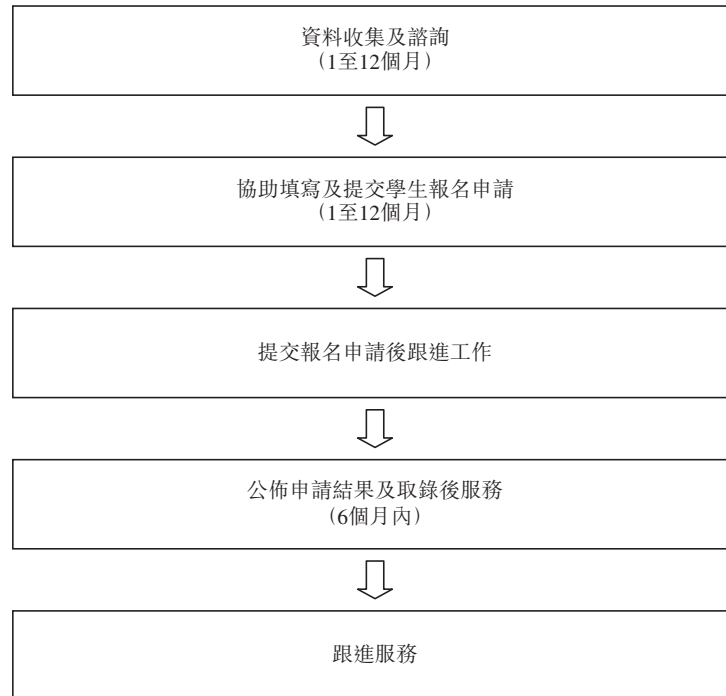 資料收集及諮詢
（1至12個月）
協助填寫及提交學生報名申請
（1至12個月）
提交報名申請後跟進工作
公佈申請結果及取錄後服務
（6個月內）
跟進服務